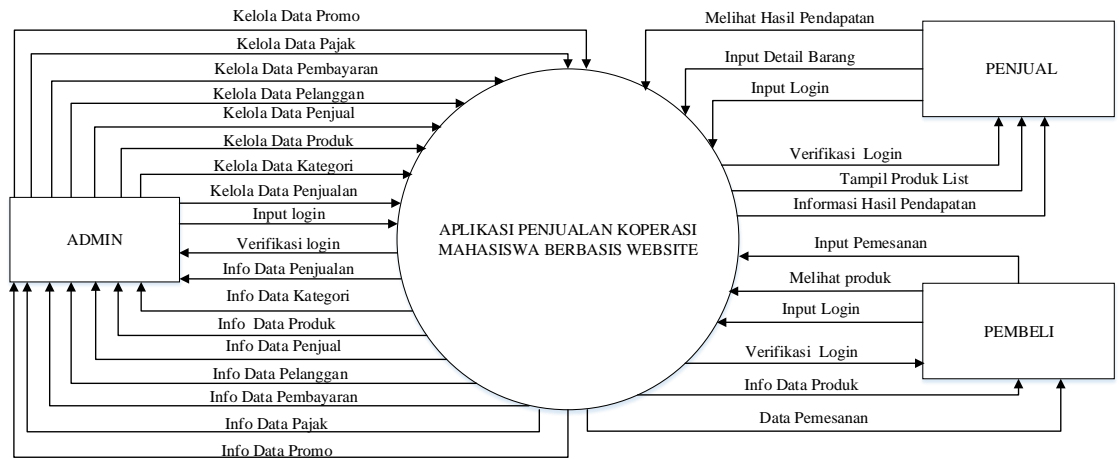 Kelola Data Promo
Kelola Data Pajak
Kelola Data Pembayaran
Kelola Data Pelanggan
Kelola Data Penjual
Kelola Data Produk
Kelola Data Kategori
Kelola Data Penjualan
Input login
ADMIN
Verifikasi login
Info Data Penjualan
Info Data Kategori
Info Data Produk
Info Data Penjual
Info Data Pelanggan
Info Data Pembayaran
Info Data Pajak
Info Data Promo
APLIKASI PENJUALAN KOPERASI
MAHASISWA BERBASIS WEBSITE
Melihat Hasil Pendapatan
Input Detail Barang
Input Login
PENJUAL
Verifikasi Login
Tampil Produk List
Informasi Hasil Pendapatan
Input Pemesanan
Melihat produk
Input Login
PEMBELI
Verifikasi Login
Info Data Produk
Data Pemesanan